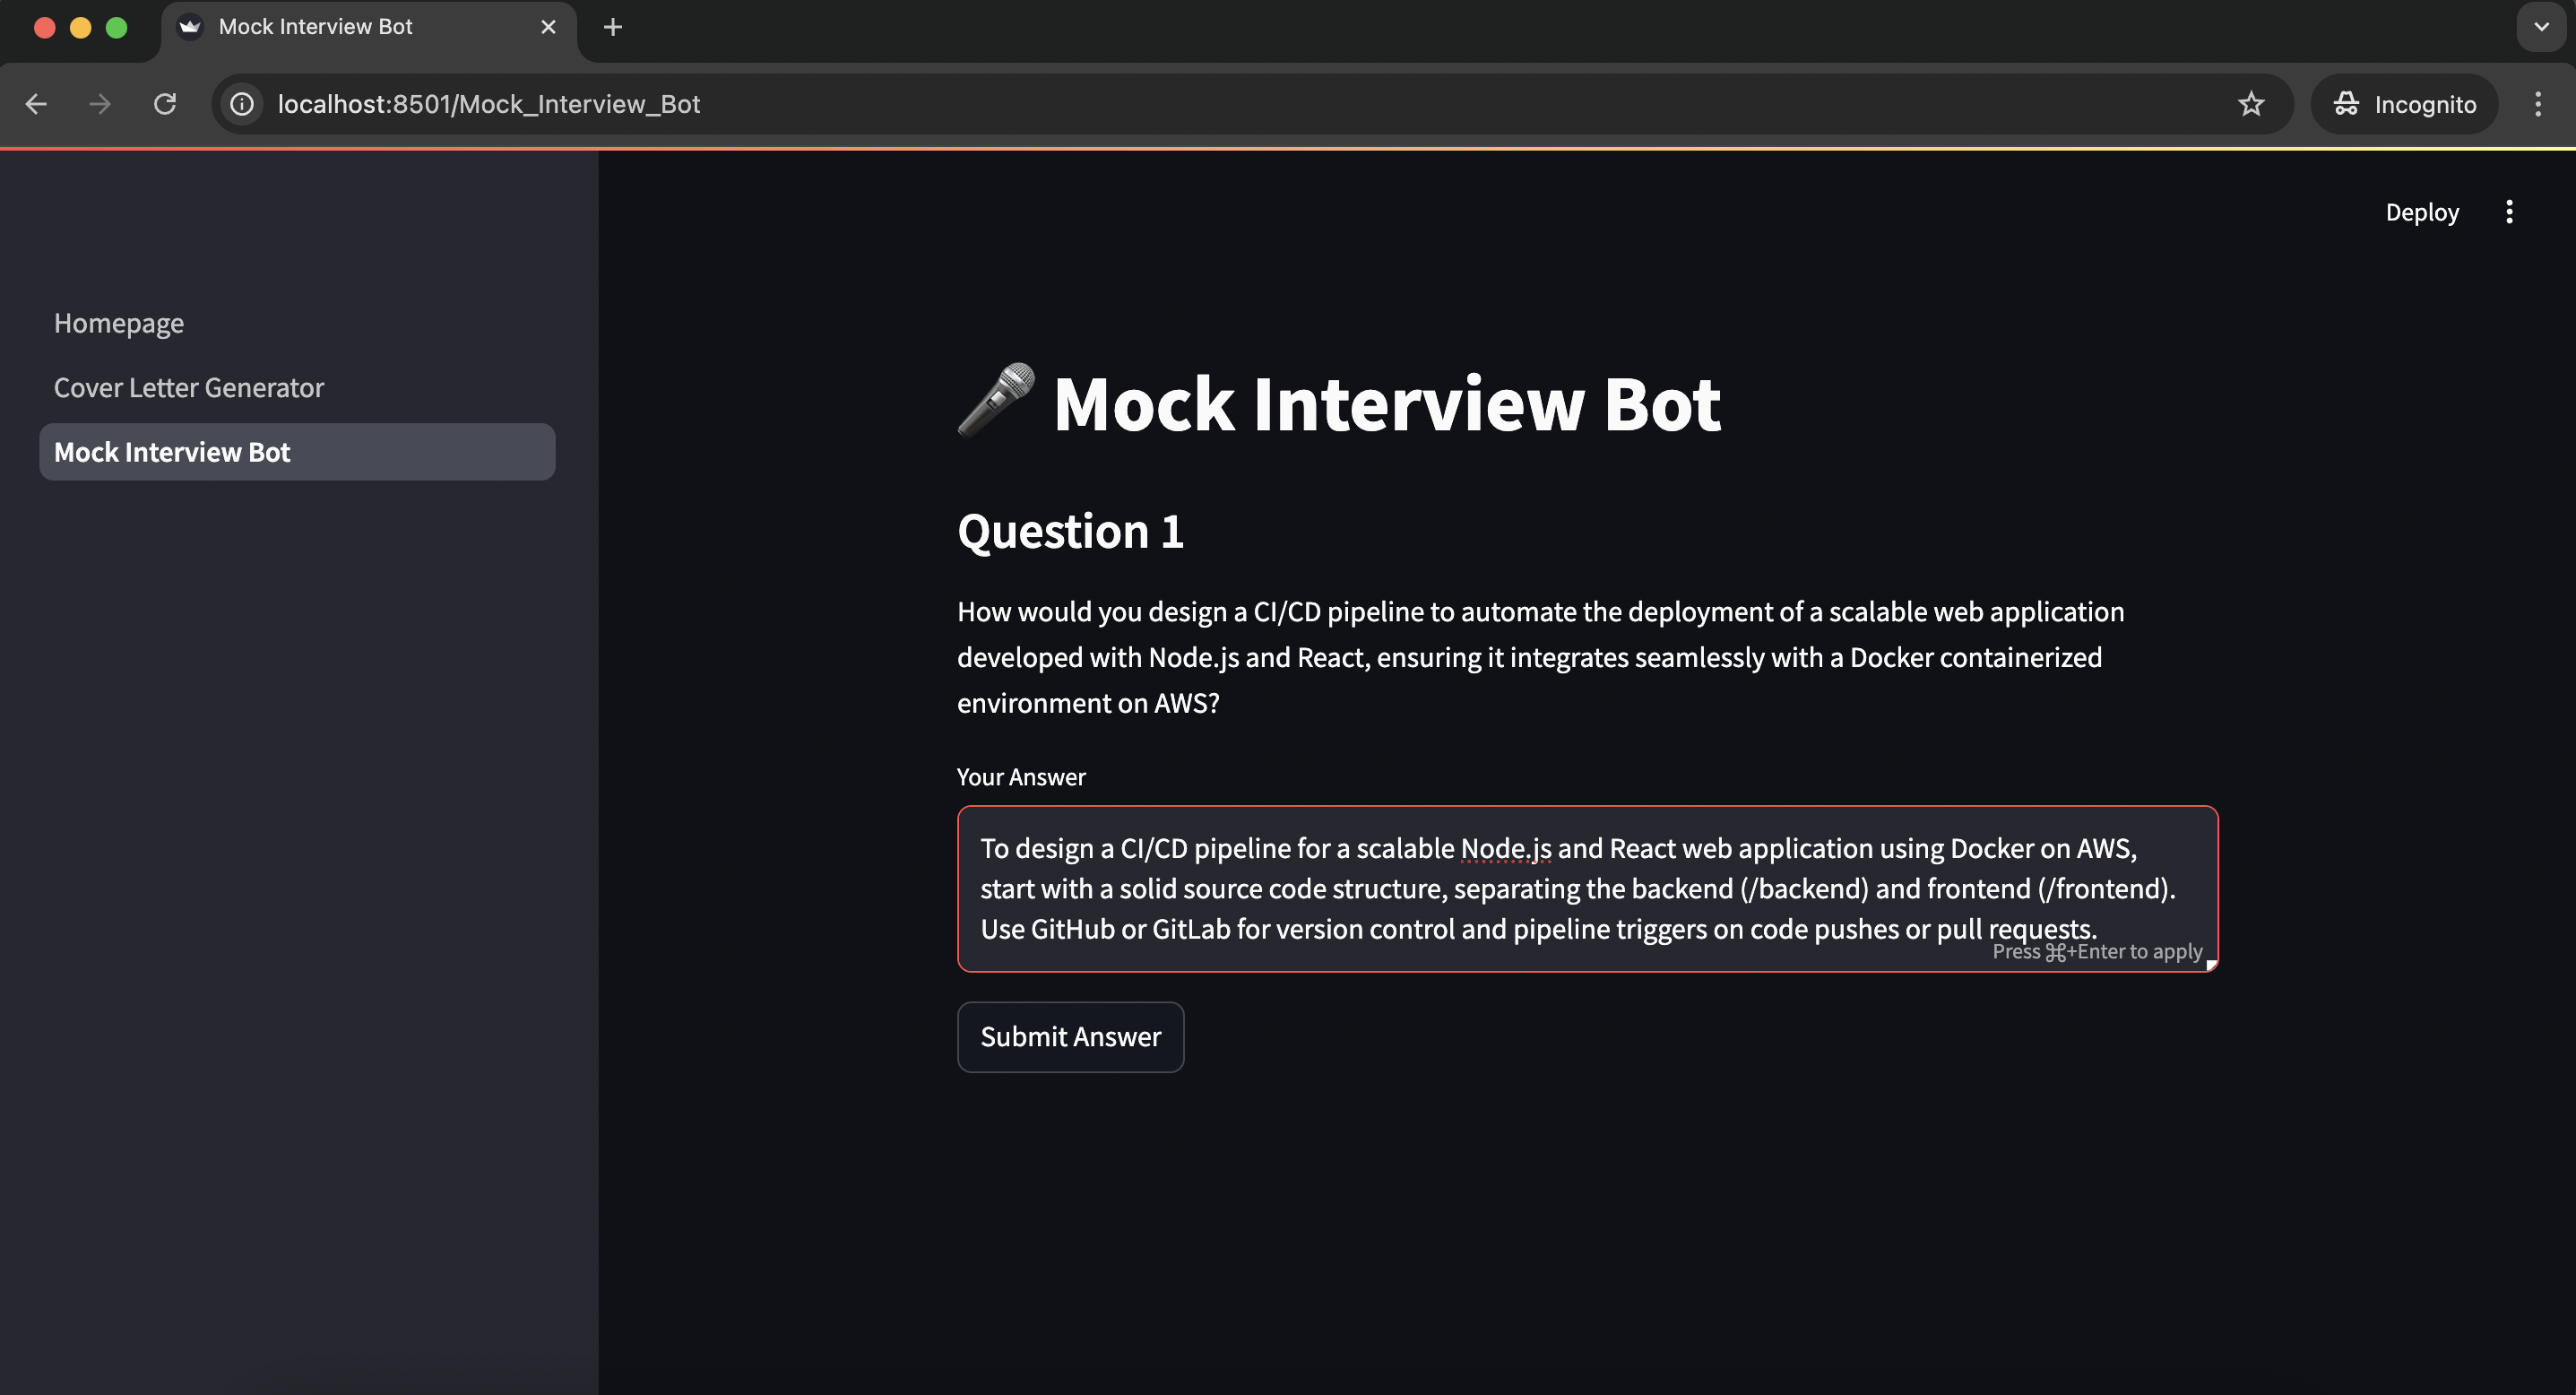 Mock Interview Bot
localhost:8501/Mock_Interview_Bot
Incognito
Deploy
Homepage
Cover Letter Generator
Mock Interview Bot
Mock Interview Bot
Question 1
How would you design a CI/CD pipeline to automate the deployment of a scalable web application
developed with Node.js and React, ensuring it integrates seamlessly with a Docker containerized
environment on AWS?
Your Answer
To design a CI/CD pipeline for a scalable Node.js and React web application using Docker on AWS,
start with a solid source code structure, separating the backend (/backend) and frontend (/frontend).
Use GitHub or GitLab for version control and pipeline triggers on code pushes or pull requests.
Press ⌘+Enter to apply
Submit Answer